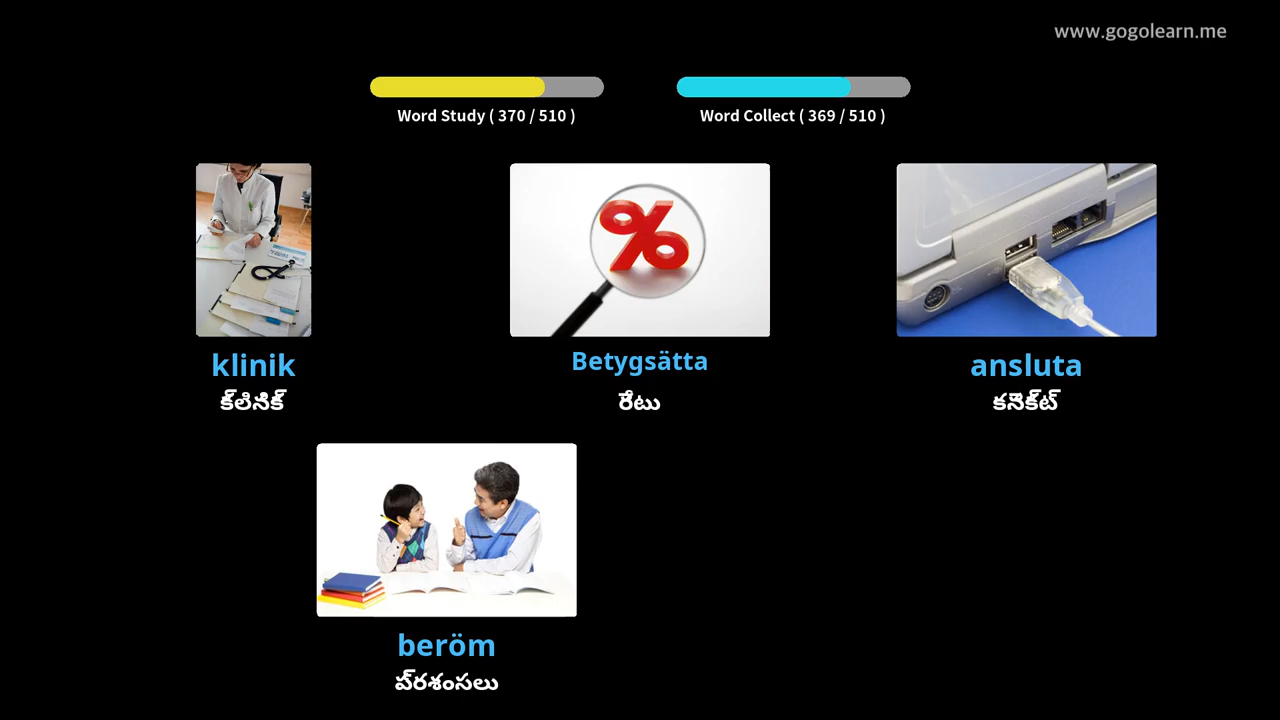 www.gogolearn.me
Word Study ( 370 / 510 )
Word Collect ( 369 / 510 )
klinik
క్లినిక్
Betygsätta
రేటు
ansluta
కనెక్ట్
beröm
ప్రశంసలు